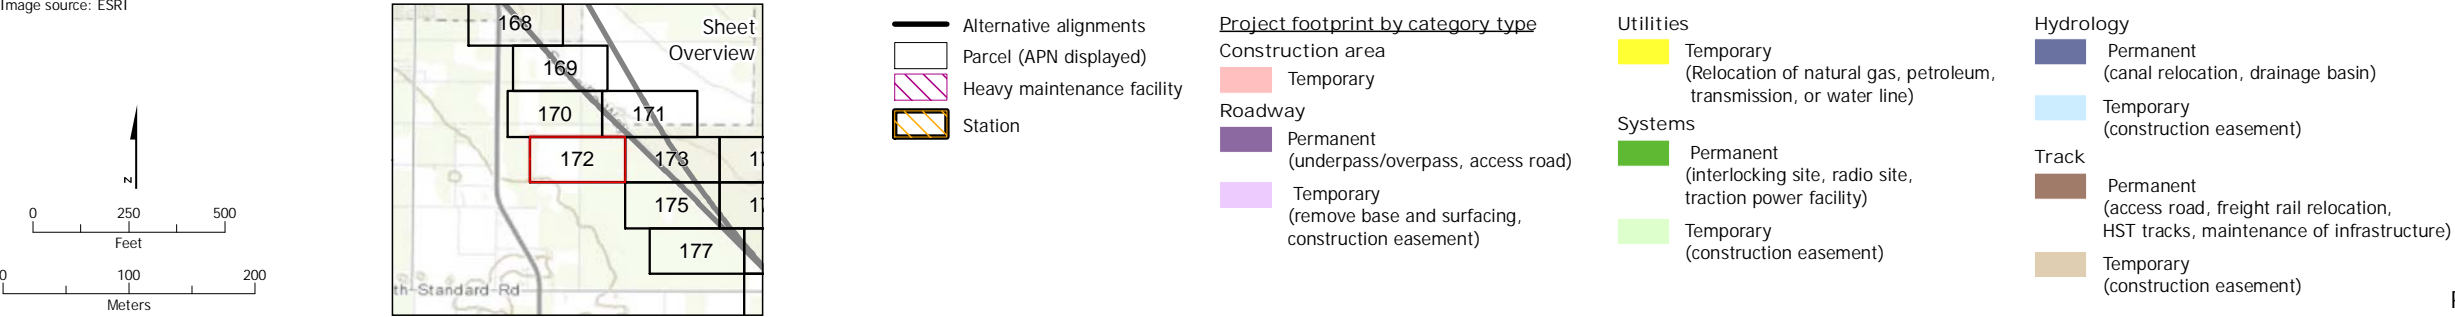 Image source: ESRI
N
0 250 500
Feet
0 100 200
Meters
Sheet
Overview
168
169
170
171
172
173
175
177
th-Standard-Rd
Alternative alignments
Parcel (APN displayed)
Heavy maintenance facility
Station
Project footprint by category type
Construction area
Temporary
Roadway
Permanent
(underpass/overpass, access road)
Temporary
(remove base and surfacing,
construction easement)
Utilities
Temporary
(Relocation of natural gas, petroleum,
transmission, or water line)
Systems
Permanent
(interlocking site, radio site,
traction power facility)
Temporary
(construction easement)
Hydrology
Permanent
(canal relocation, drainage basin)
Temporary
(construction easement)
Track
Permanent
(access road, freight rail relocation,
HST tracks, maintenance of infrastructure)
Temporary
(construction easement)